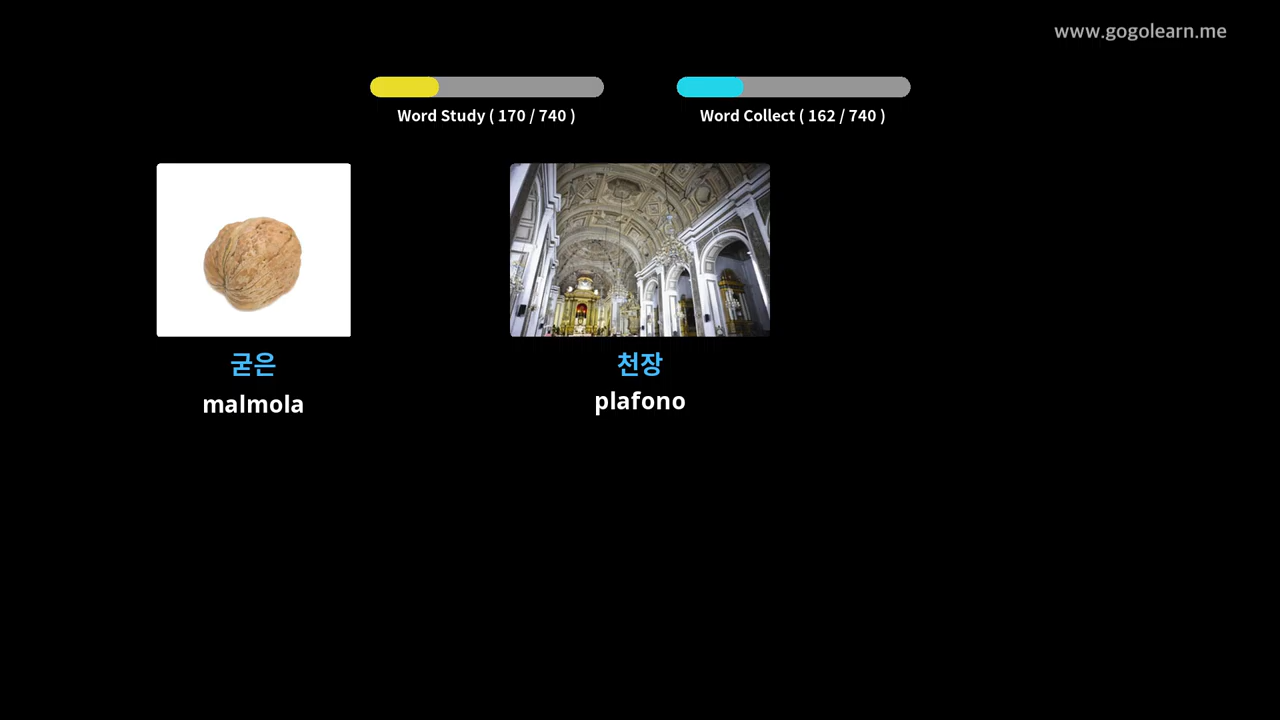 www.gogolearn.me
Word Study ( 170 / 740 )
Word Collect ( 162 / 740 )
굳은
malmola
천장
plafono